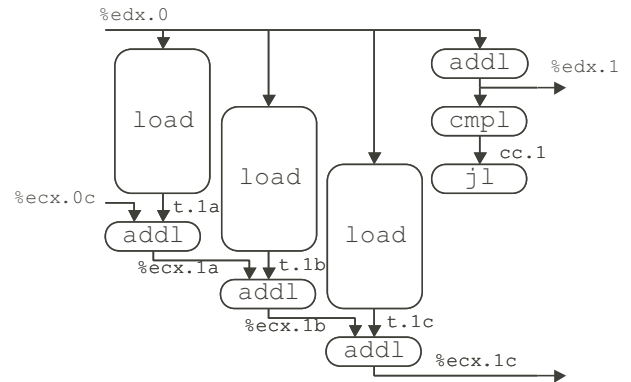 %edx.0
addl
%edx.1
load
cmpl
cc.1
load
jl
%ecx.0c
t.1a
load
addl
%ecx.1a
t.1b
addl
%ecx.1b
t.1c
addl
%ecx.1c